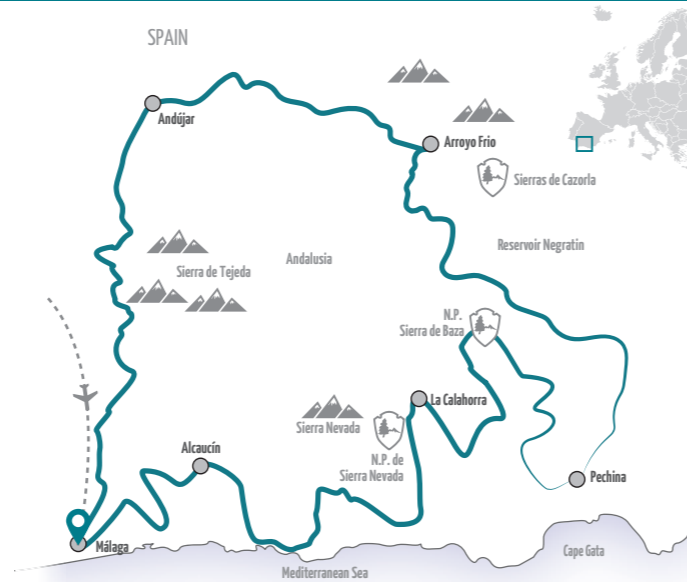 SPAIN
Andújar
Arroyo Frio
Sierras de Cazorla
Sierra de Tejeda
Andalusia
Reservoir Negratin
N.P.
Sierra de Baza
La Calahorra
Sierra Nevada
N.P. de
Sierra Nevada
Alcaucín
Pechina
Málaga
Cape Gata
Mediterranean Sea